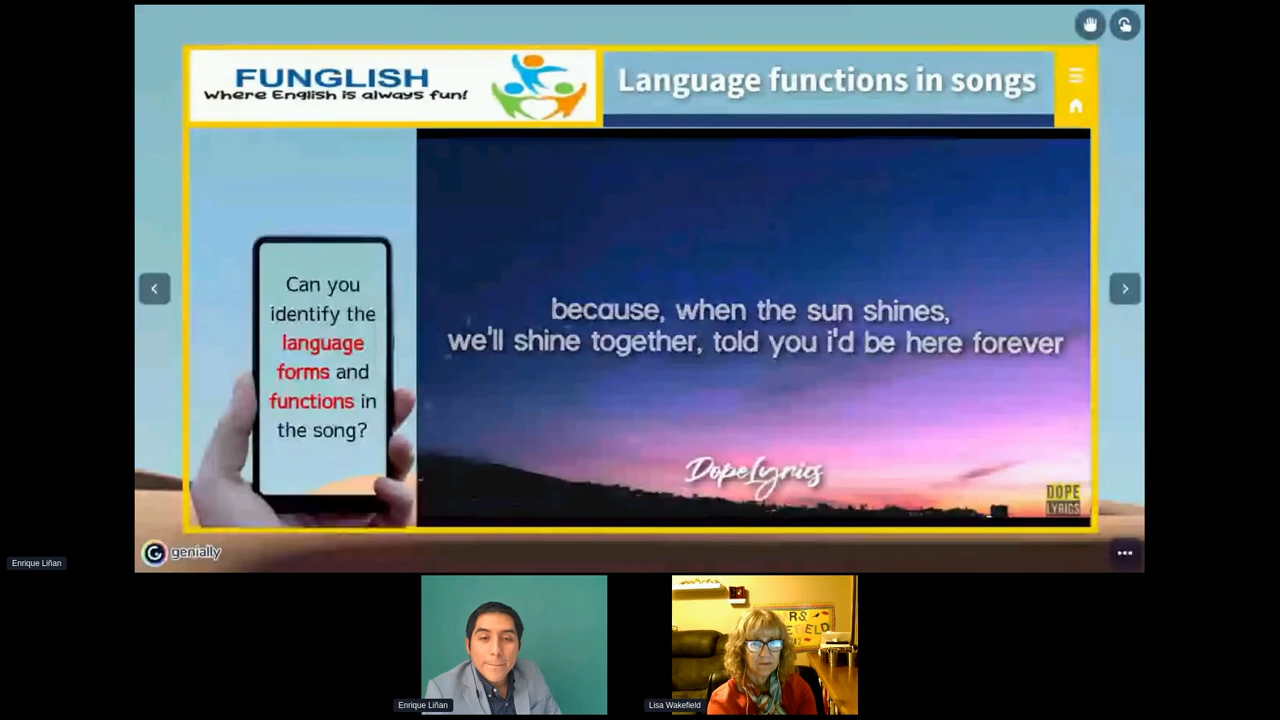 FUNGLISH
Where English is always fun!
Language functions in songs
Can you
identify the
language
forms and
functions in
the song?
because, when the sun shines,
we'll shine together, told you i'd be here forever
DopeLyrics
DOPE
LYRICS
genially
Enrique Liñan
Enrique Liñan
Lisa Wakefield